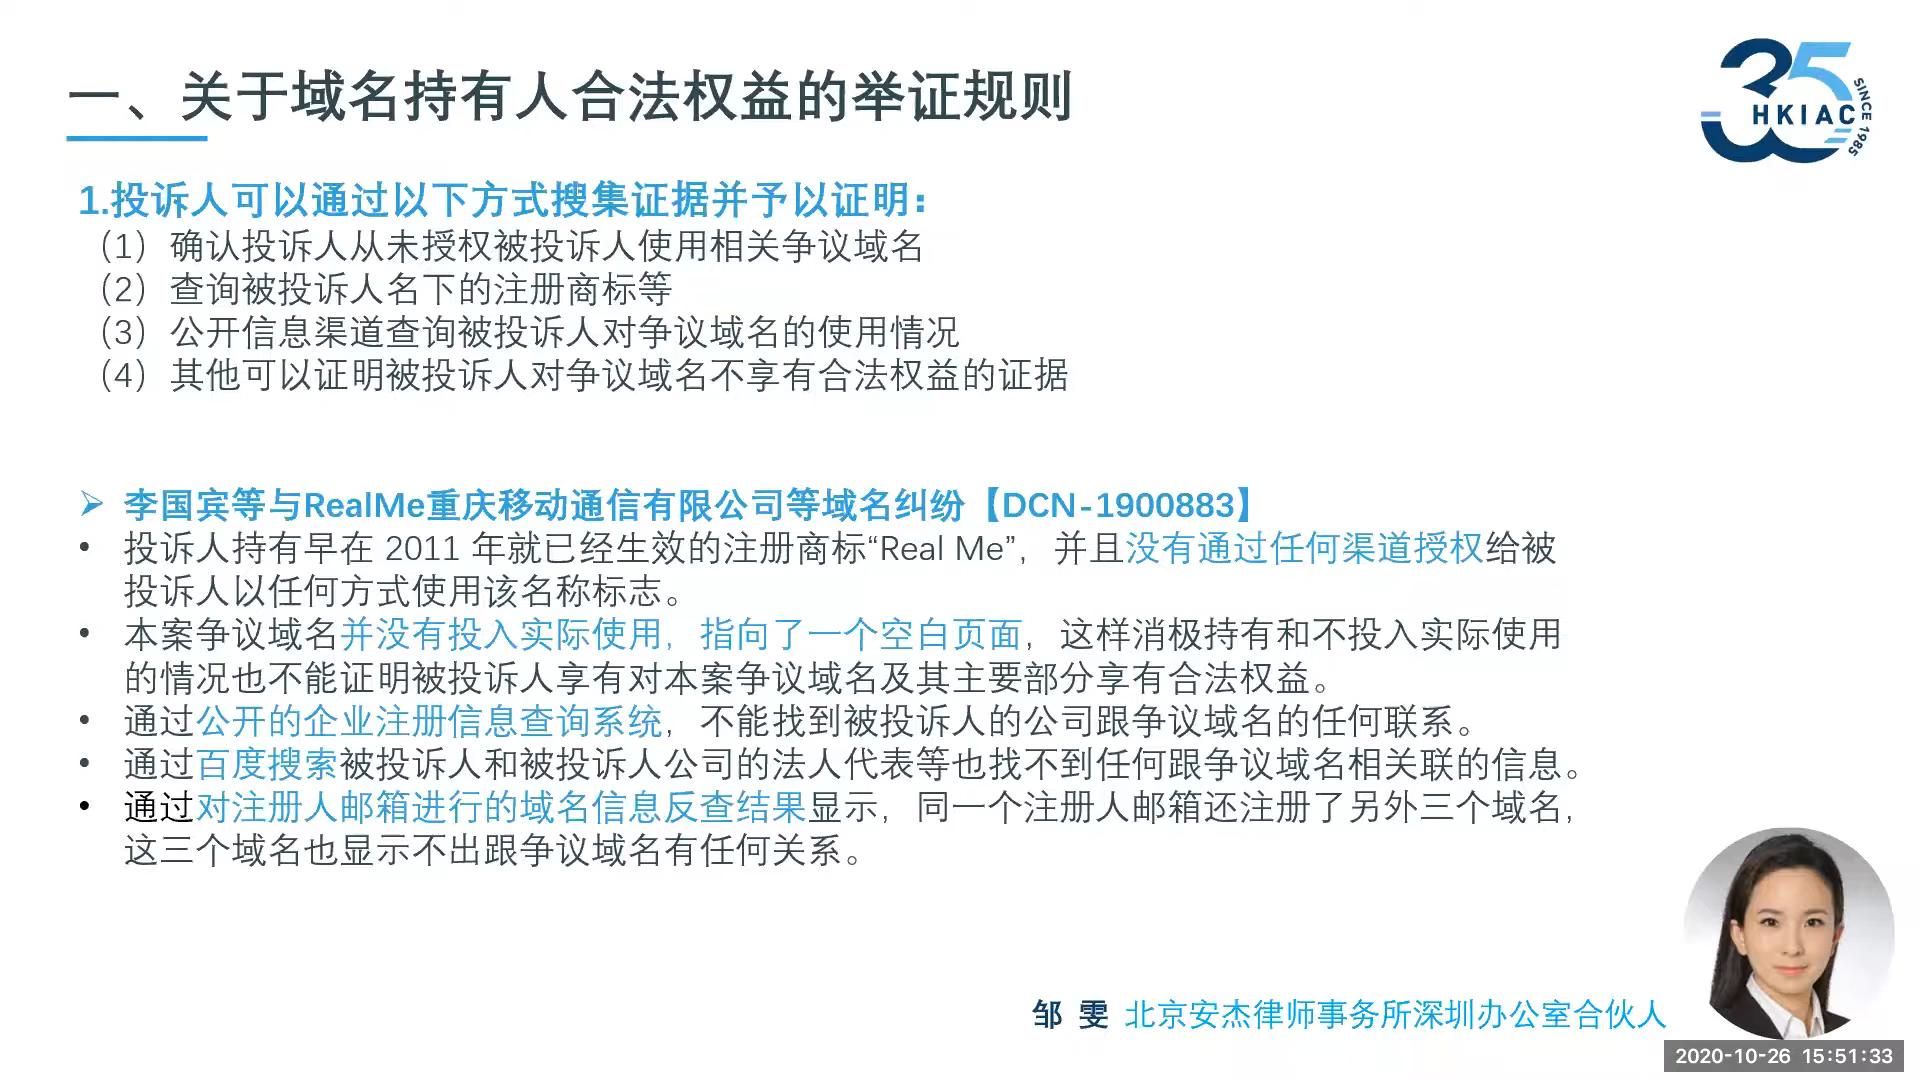 一、关于域名持有人合法权益的举证规则
35
HKIAC
SINCE 1985
1.投诉人可以通过以下方式搜集证据并予以证明：
（1）确认投诉人从未授权被投诉人使用相关争议域名
（2）查询被投诉人名下的注册商标等
（3）公开信息渠道查询被投诉人对争议域名的使用情况
（4）其他可以证明被投诉人对争议域名不享有合法权益的证据
➢ 李国宾等与RealMe重庆移动通信有限公司等域名纠纷【DCN-1900883】
• 投诉人持有早在 2011 年就已经生效的注册商标“Real Me”，并且没有通过任何渠道授权给被
投诉人以任何方式使用该名称标志。
• 本案争议域名并没有投入实际使用，指向了一个空白页面，这样消极持有和不投入实际使用
的情况也不能证明被投诉人享有对本案争议域名及其主要部分享有合法权益。
• 通过公开的企业注册信息查询系统，不能找到被投诉人的公司跟争议域名的任何联系。
• 通过百度搜索被投诉人和被投诉人公司的法人代表等也找不到任何跟争议域名相关联的信息。
• 通过对注册人邮箱进行的域名信息反查结果显示，同一个注册人邮箱还注册了另外三个域名，
这三个域名也显示不出跟争议域名有任何关系。
邹 雯 北京安杰律师事务所深圳办公室合伙人
2020-10-26 15:51:33